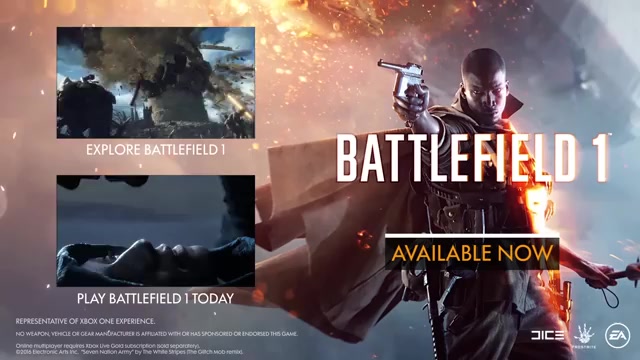 EXPLORE BATTLEFIELD 1
BATTLEFIELD 1
AVAILABLE NOW
PLAY BATTLEFIELD 1 TODAY
REPRESENTATIVE OF XBOX ONE EXPERIENCE.
NO WEAPON, VEHICLE OR GEAR MANUFACTURER IS AFFILIATED WITH OR HAS SPONSORED OR ENDORSED THIS GAME.
Online multiplayer requires Xbox Live Gold subscription (sold separately).
©2016 Electronic Arts Inc. "Seven Nation Army" by The White Stripes (The Glitch Mob remix).
DICE
FROSTBITE
EA